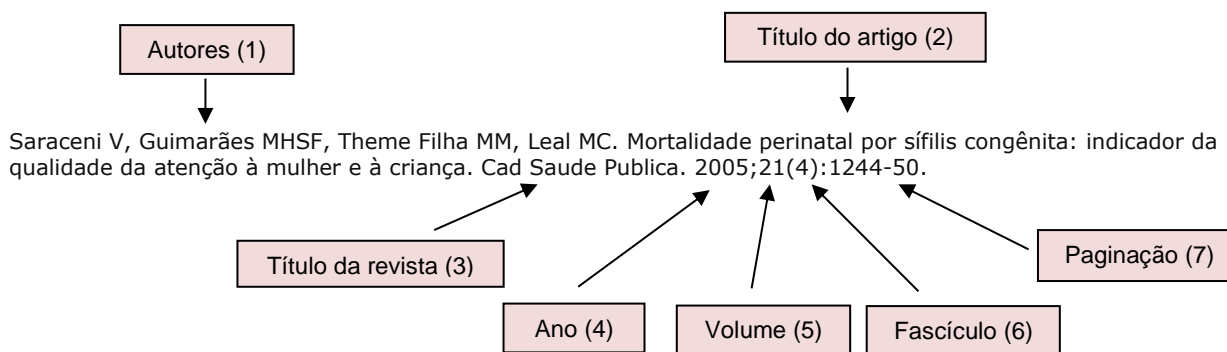 Autores (1)
Título do artigo (2)
Saraceni V, Guimarães MHSF, Theme Filha MM, Leal MC. Mortalidade perinatal por sífilis congênita: indicador da
qualidade da atenção à mulher e à criança. Cad Saude Publica. 2005;21(4):1244-50.
Título da revista (3)
Paginação (7)
Ano (4)
Volume (5)
Fascículo (6)